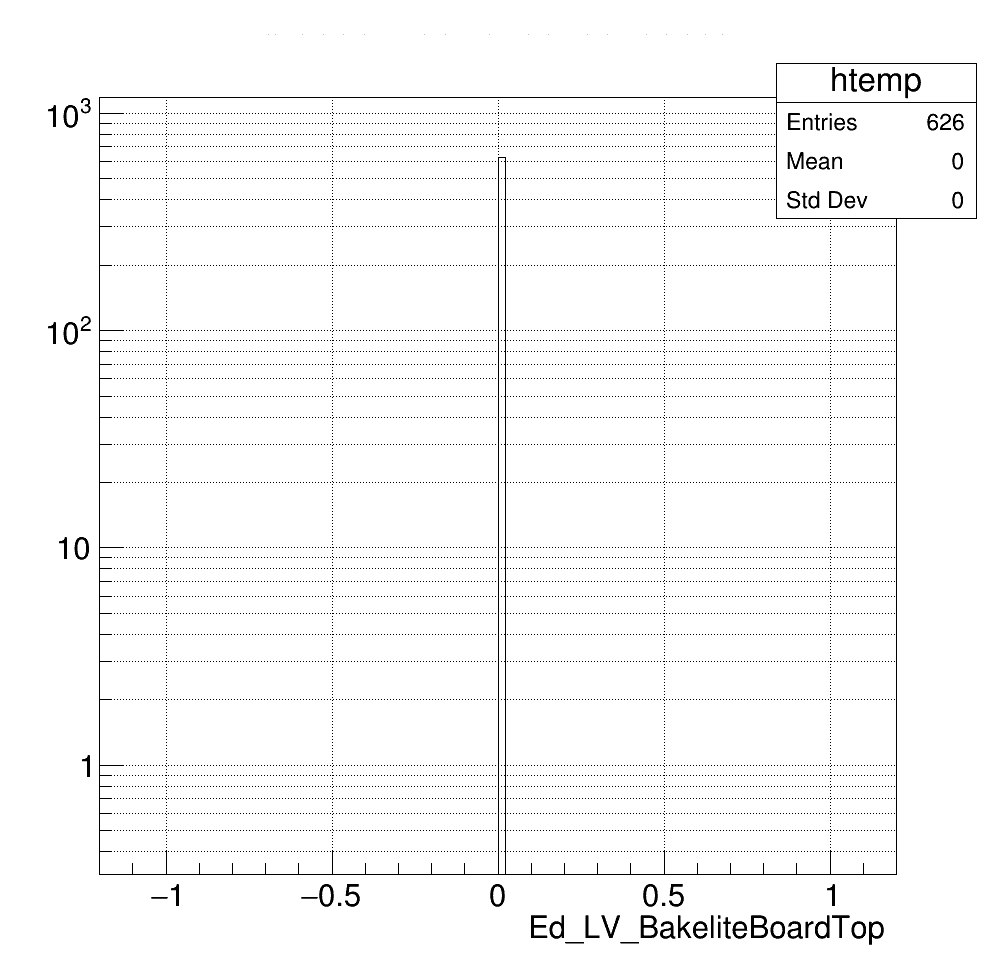 htemp
Entries 626
Mean 0
Std Dev 0
10³
10²
10
1
−1 −0.5 0 0.5 1
Ed_LV_BakeliteBoardTop